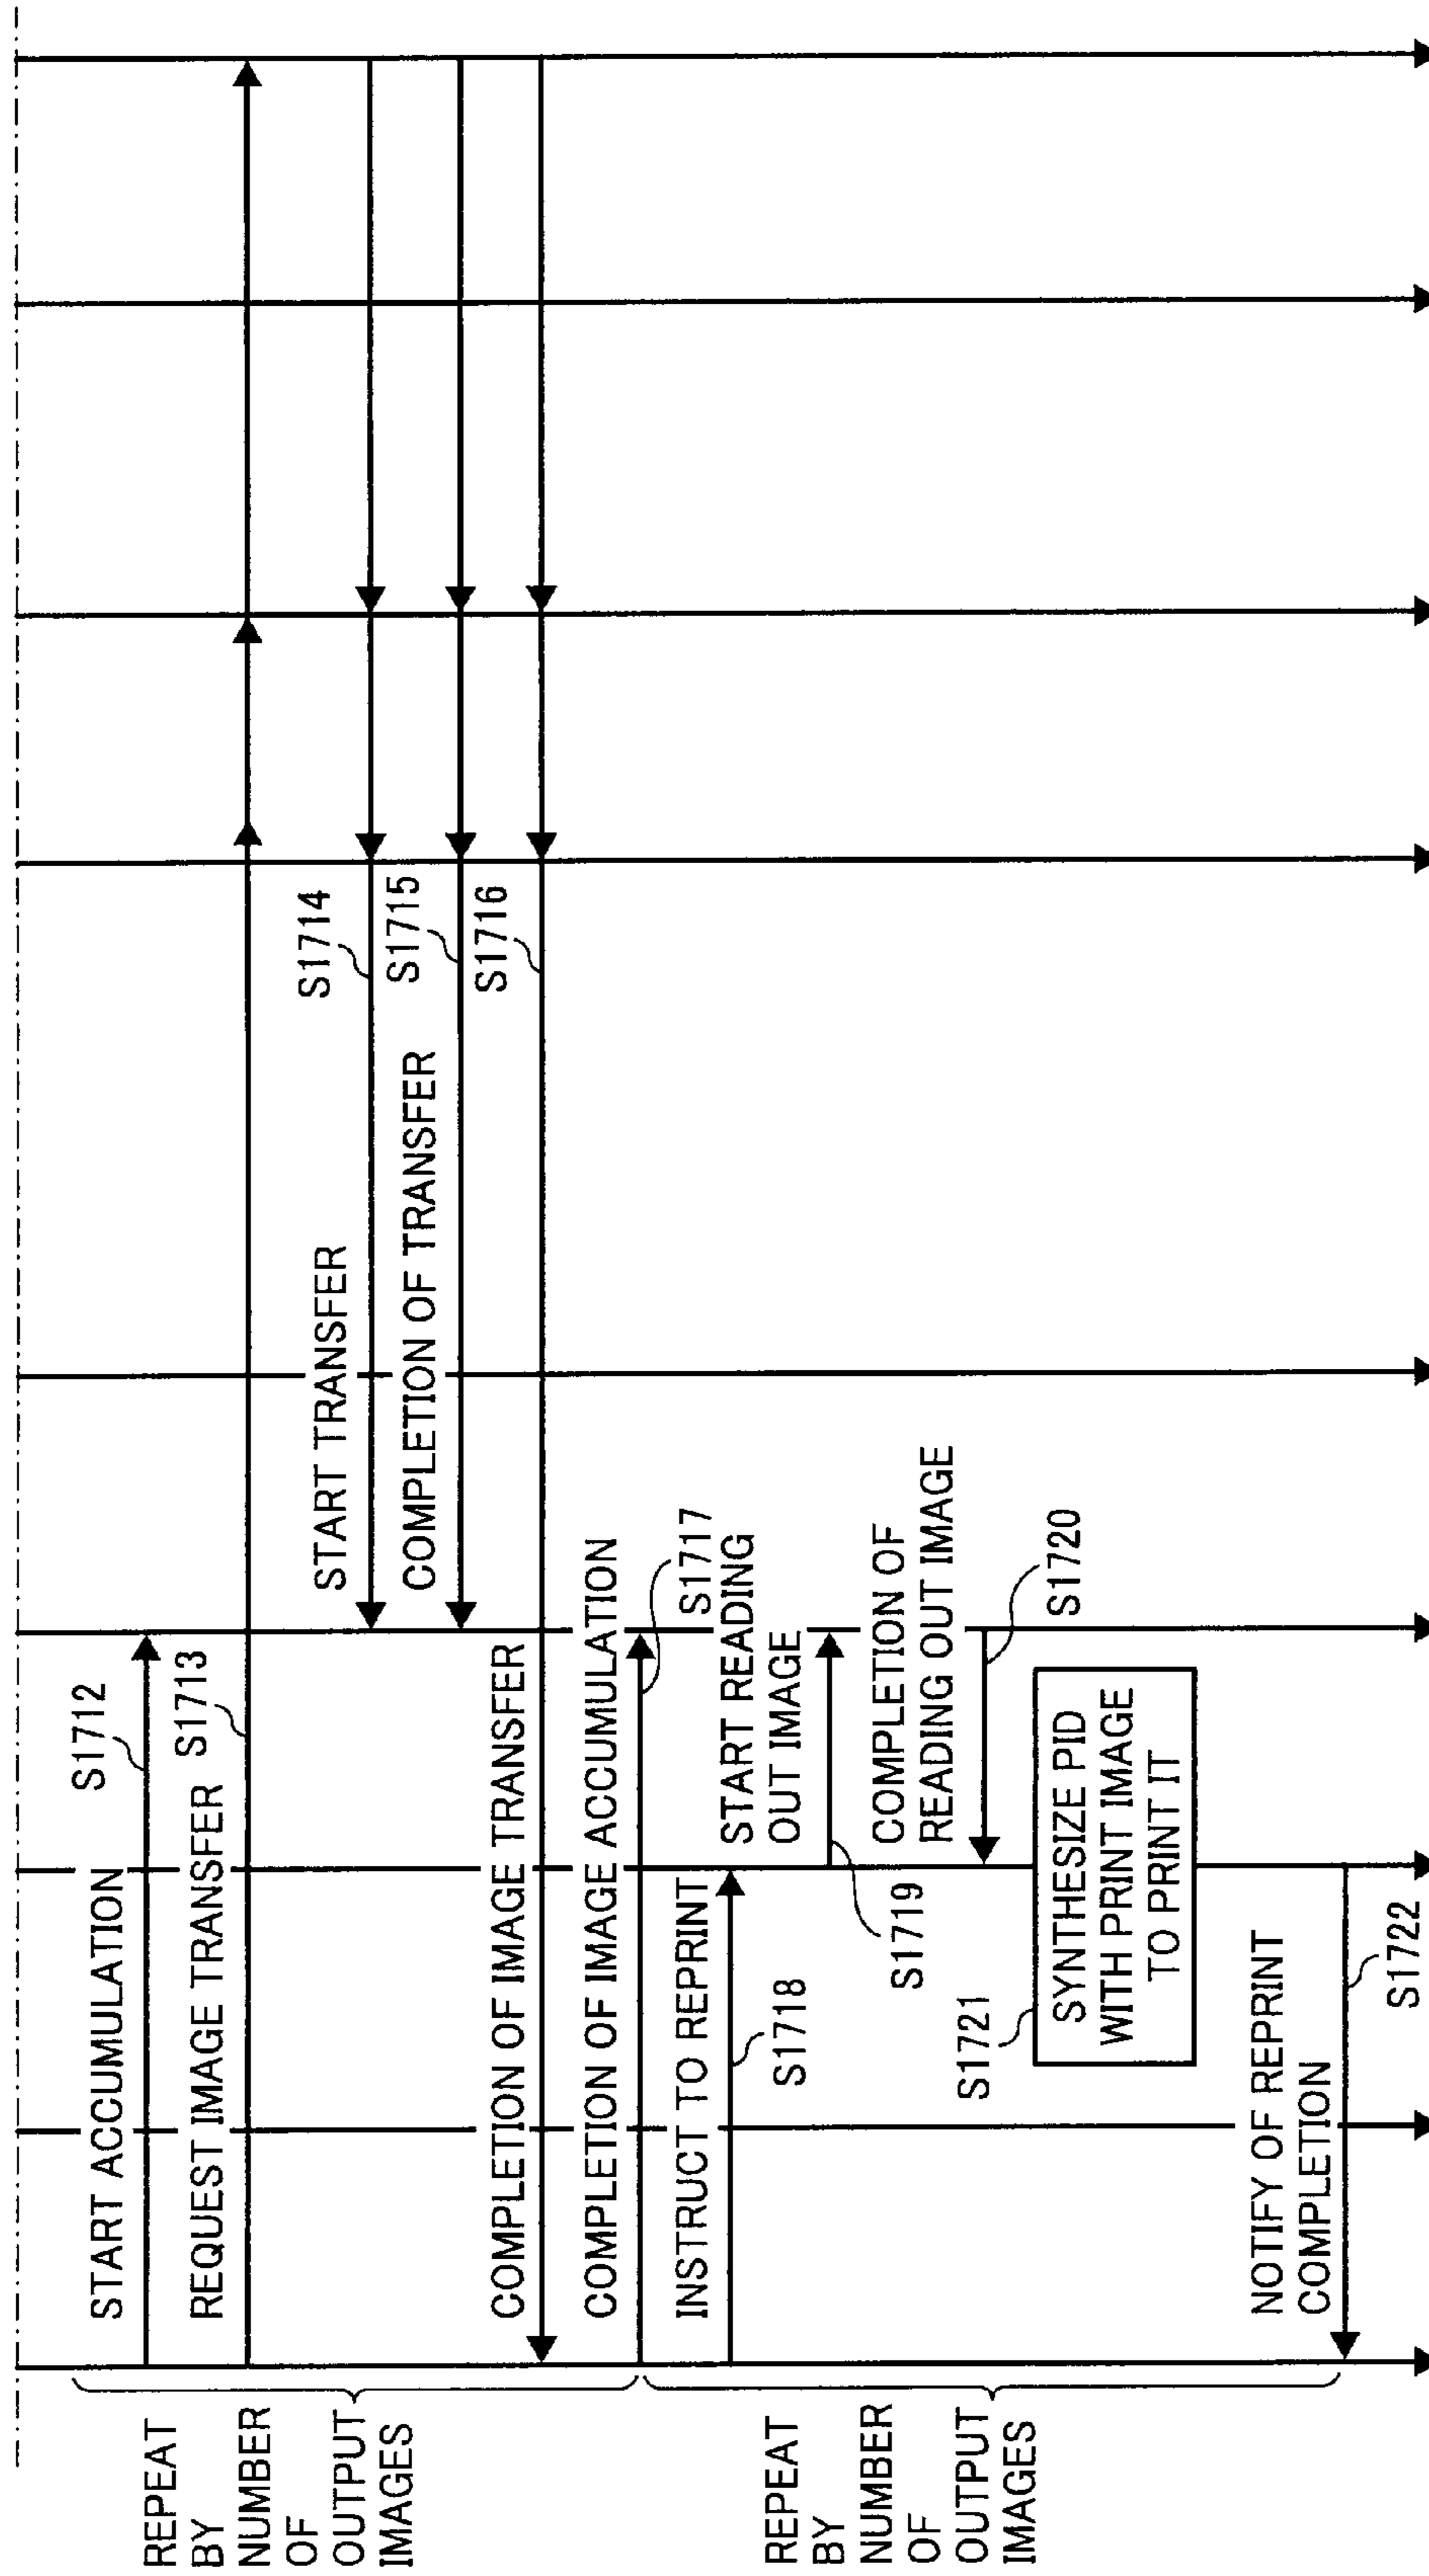 REPEAT
BY
NUMBER
OF
OUTPUT
IMAGES
START ACCUMULATION
S1712
REQUEST IMAGE TRANSFER
S1713
START TRANSFER
S1714
COMPLETION OF TRANSFER
S1715
COMPLETION OF IMAGE TRANSFER
S1716
COMPLETION OF IMAGE ACCUMULATION
S1717
REPEAT
BY
NUMBER
OF
OUTPUT
IMAGES
INSTRUCT TO REPRINT
S1718
START READING
OUT IMAGE
S1719
COMPLETION OF
READING OUT IMAGE
S1720
S1721
SYNTHESIZE PID
WITH PRINT IMAGE
TO PRINT IT
NOTIFY OF REPRINT
COMPLETION
S1722